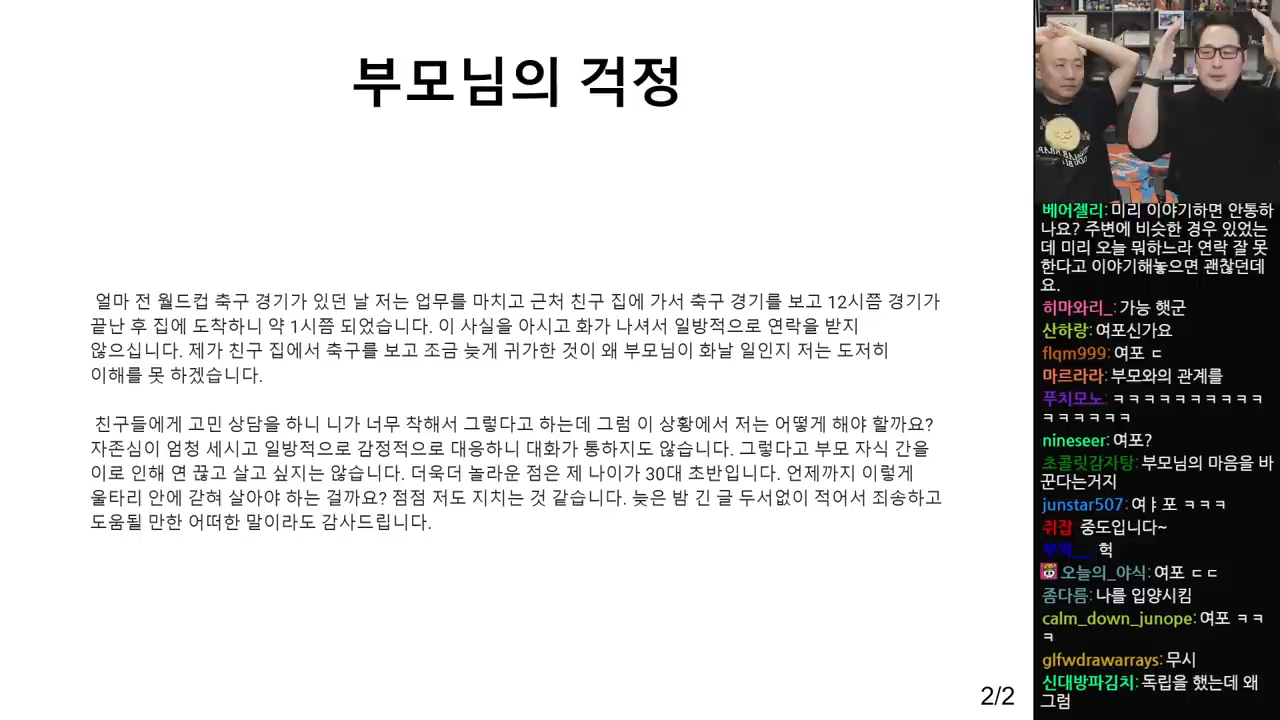 부모님의 걱정
얼마 전 월드컵 축구 경기가 있던 날 저는 업무를 마치고 근처 친구 집에 가서 축구 경기를 보고 12시쯤 경기가
끝난 후 집에 도착하니 약 1시쯤 되었습니다. 이 사실을 아시고 화가 나셔서 일방적으로 연락을 받지
않으십니다. 제가 친구 집에서 축구를 보고 조금 늦게 귀가한 것이 왜 부모님이 화날 일인지 저는 도저히
이해를 못 하겠습니다.
친구들에게 고민 상담을 하니 니가 너무 착해서 그렇다고 하는데 그럼 이 상황에서 저는 어떻게 해야 할까요?
자존심이 엄청 세시고 일방적으로 감정적으로 대응하니 대화가 통하지도 않습니다. 그렇다고 부모 자식 간을
이로 인해 연 끊고 살고 싶지는 않습니다. 더욱더 놀라운 점은 제 나이가 30대 초반입니다. 언제까지 이렇게
울타리 안에 갇혀 살아야 하는 걸까요? 점점 저도 지치는 것 같습니다. 늦은 밤 긴 글 두서없이 적어서 죄송하고
도움될 만한 어떠한 말이라도 감사드립니다.
2/2
베어젤리: 미리 이야기하면 안통하
나요? 주변에 비슷한 경우 있었는
데 미리 오늘 뭐하느라 연락 잘 못
한다고 이야기해놓으면 괜찮던데
요.
히마와리_: 가능 햇군
산하랑: 여포신가요
flqm999: 여포 ㄷ
마르라라: 부모와의 관계를
푸치모노: ㅋㅋㅋㅋㅋㅋㅋㅋㅋㅋ
ㅋㅋㅋㅋㅋㅋ
nineseer: 여포?
초콜릿감자탕: 부모님의 마음을 바
꾼다는거지
junstar507: 여ㅑ포 ㅋㅋㅋ
쥐잡 중도입니다~
헉
오늘의_야식: 여포 ㄷㄷ
좀다름: 나를 입양시킴
calm_down_junope: 여포 ㅋㅋ
ㅋ
glfwdrawarrays: 무시
신대방파김치: 독립을 했는데 왜
그럼